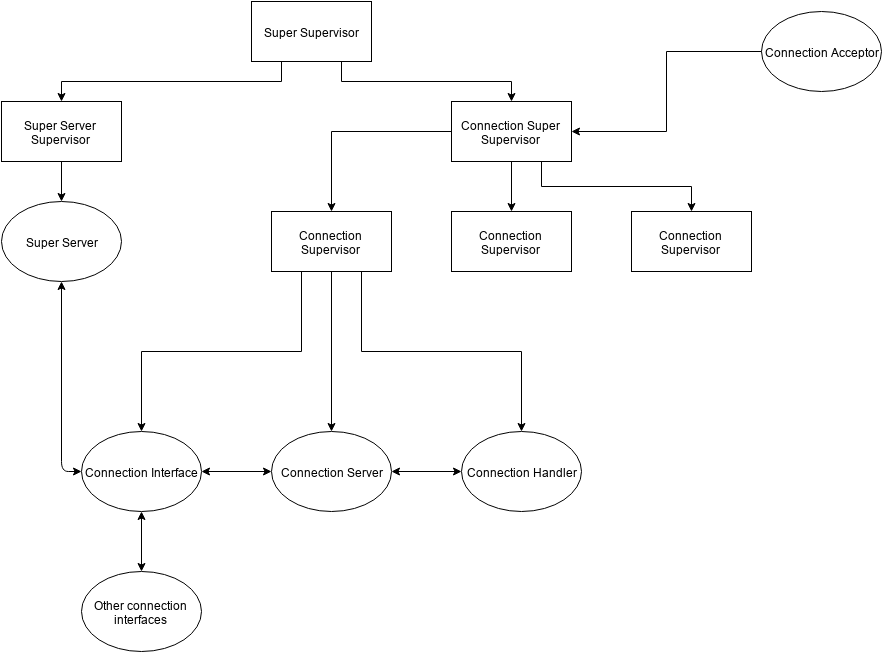 Super Supervisor
Connection Acceptor
Super Server
Supervisor
Connection Super
Supervisor
Super Server
Connection
Supervisor
Connection
Supervisor
Connection
Supervisor
Connection Interface
Connection Server
Connection Handler
Other connection
interfaces